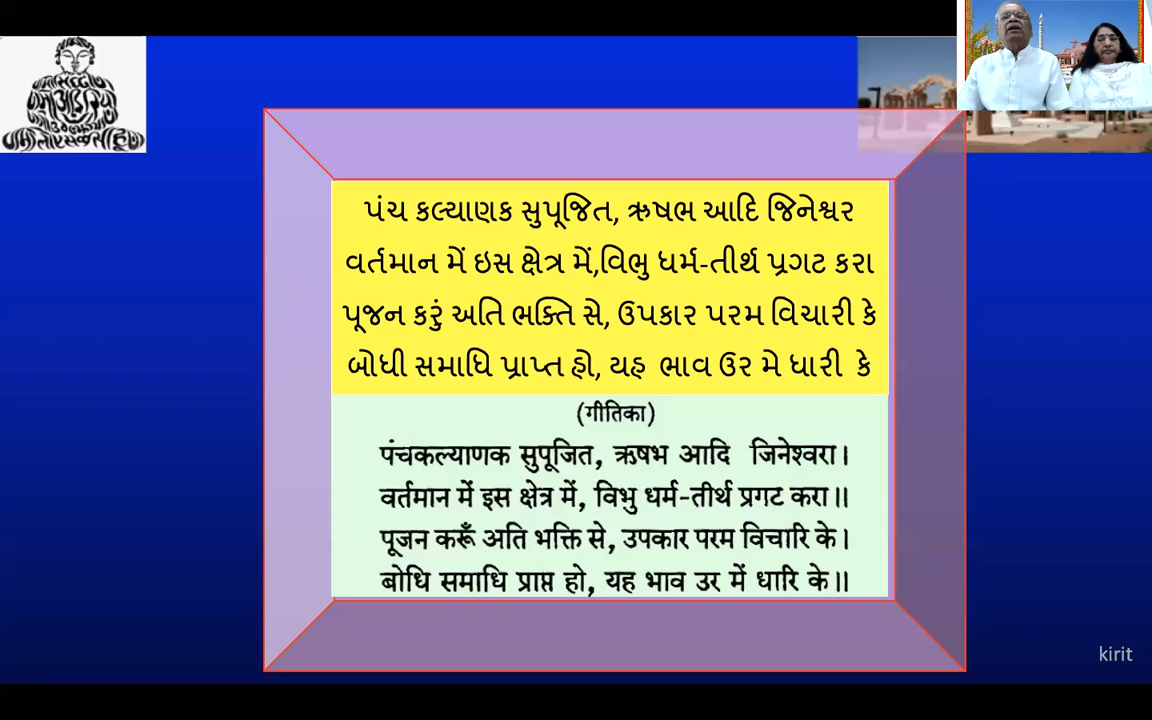 પંચ કલ્યાણક સુપૂજિત, ઋષભ આદિ જિનેશ્વર
વર્તમાન મેં ઇસ ક્ષેત્ર મેં,વિભુ ધર્મ-તીર્થ પ્રગટ કરા
પૂજન કરું અતિ ભક્તિ સે, ઉપકાર પરમ વિચારી કે
બોધી સમાધિ પ્રાપ્ત હો, યહ ભાવ ઉર મે ધારી કે
(गीतिका)
पंचकल्याणक सुपूजित, ऋषभ आदि जिनेश्वरा।
वर्तमान में इस क्षेत्र में, विभु धर्म-तीर्थ प्रगट करा॥
पूजन करूँ अति भक्ति से, उपकार परम विचारि के।
बोधि समाधि प्राप्त हो, यह भाव उर में धारि के॥
kirit